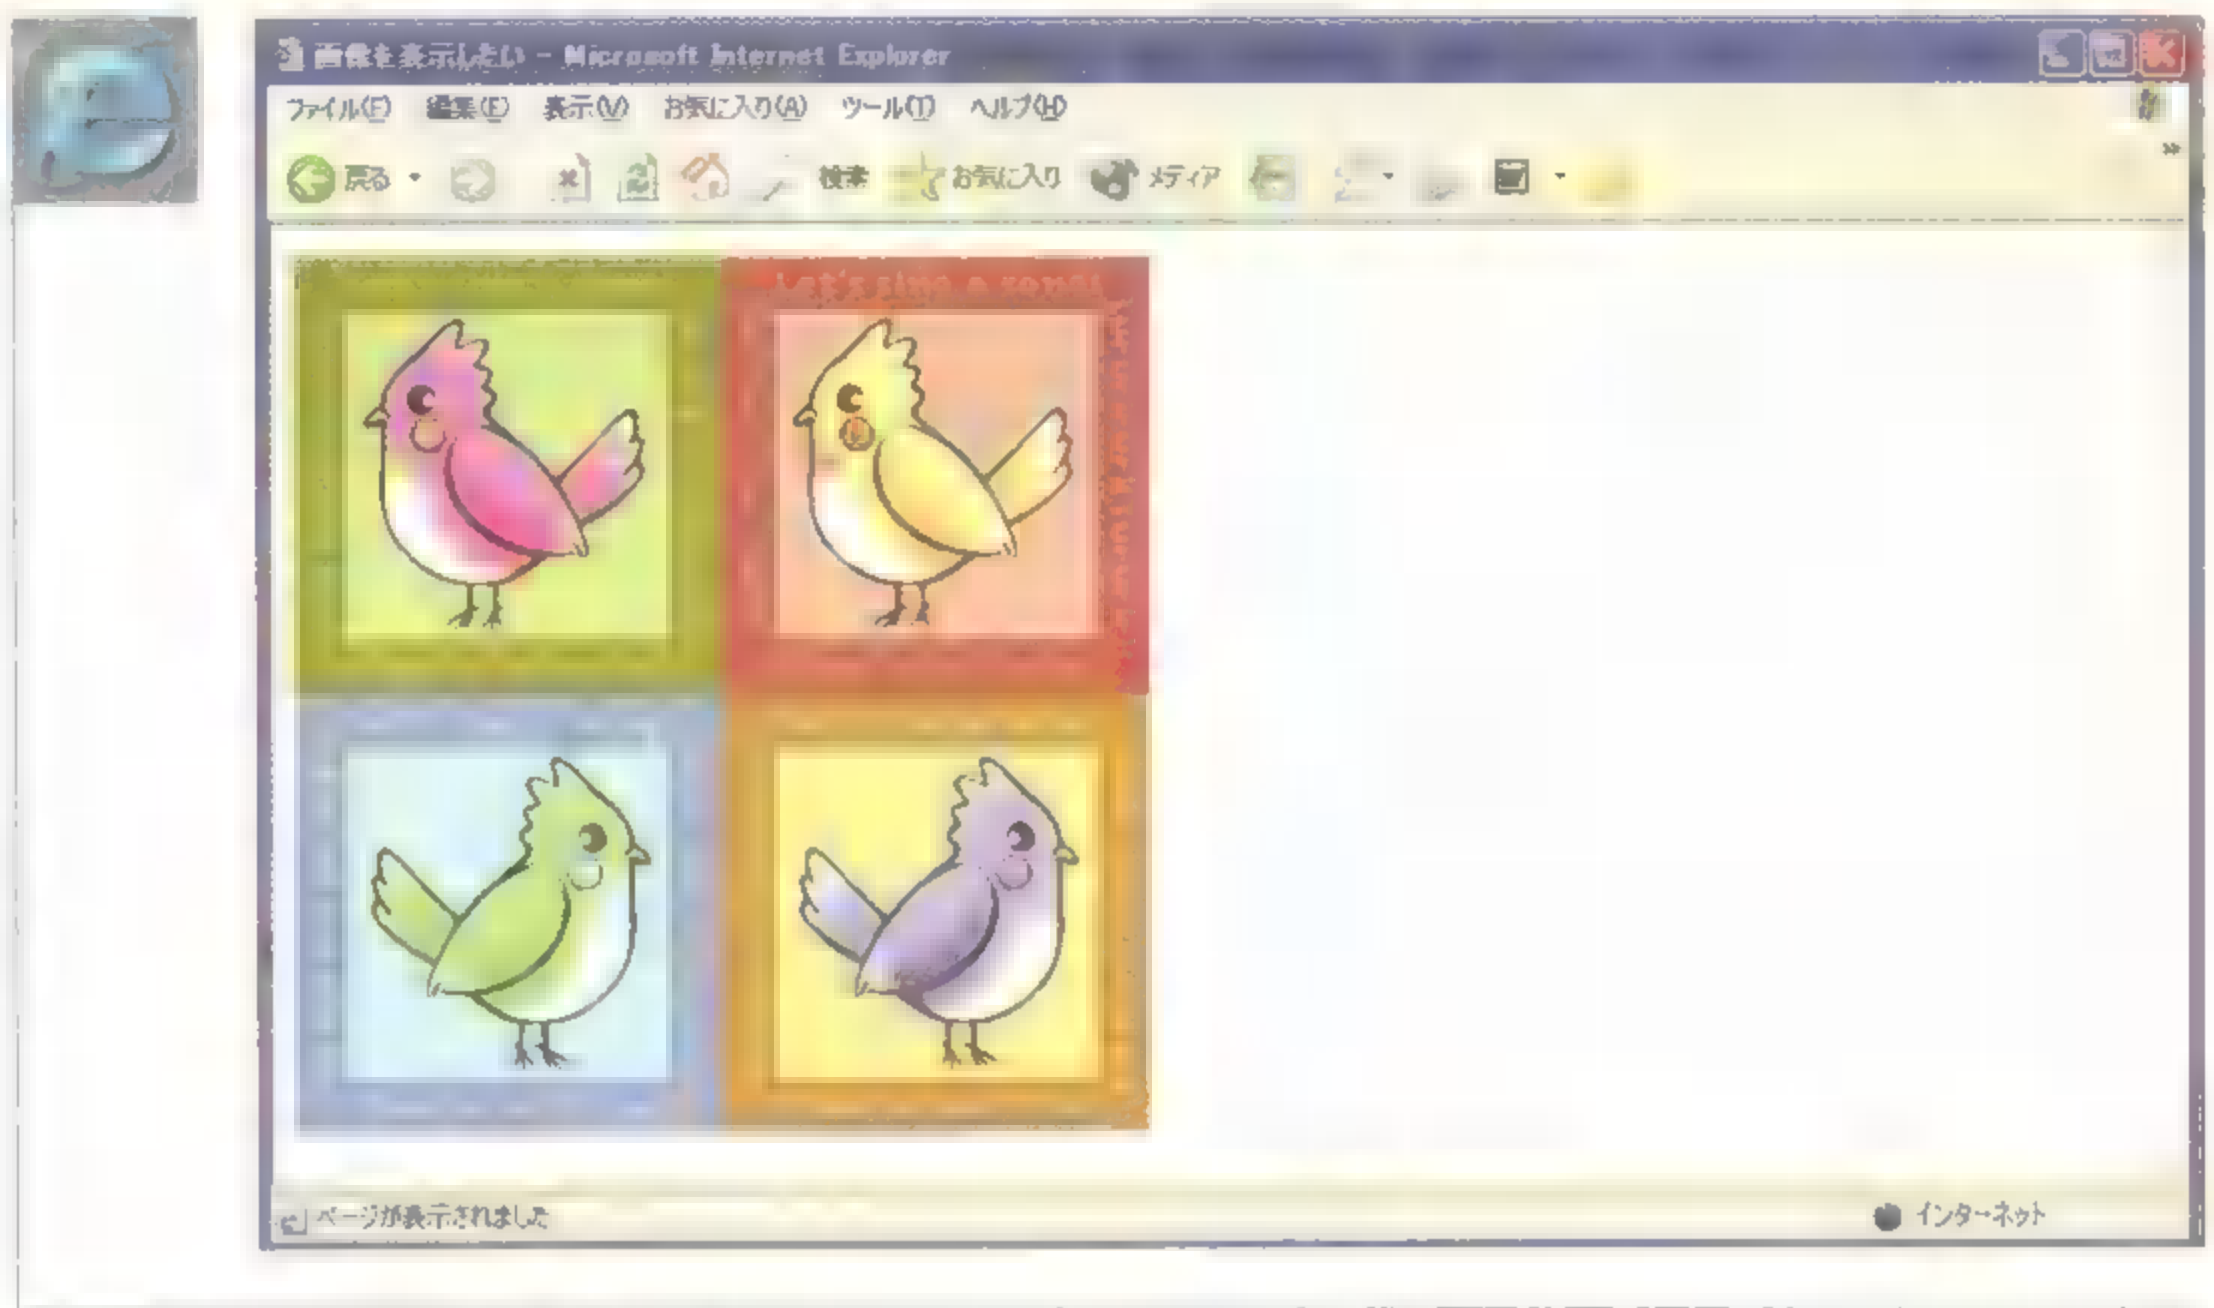 画像を表示したい - Microsoft Internet Explorer
ファイル(F) 編集(E) 表示(V) お気に入り(A) ツール(T) ヘルプ(H)
戻る 検索 お気に入り メディア
Let's sing a song!
ページが表示されました インターネット